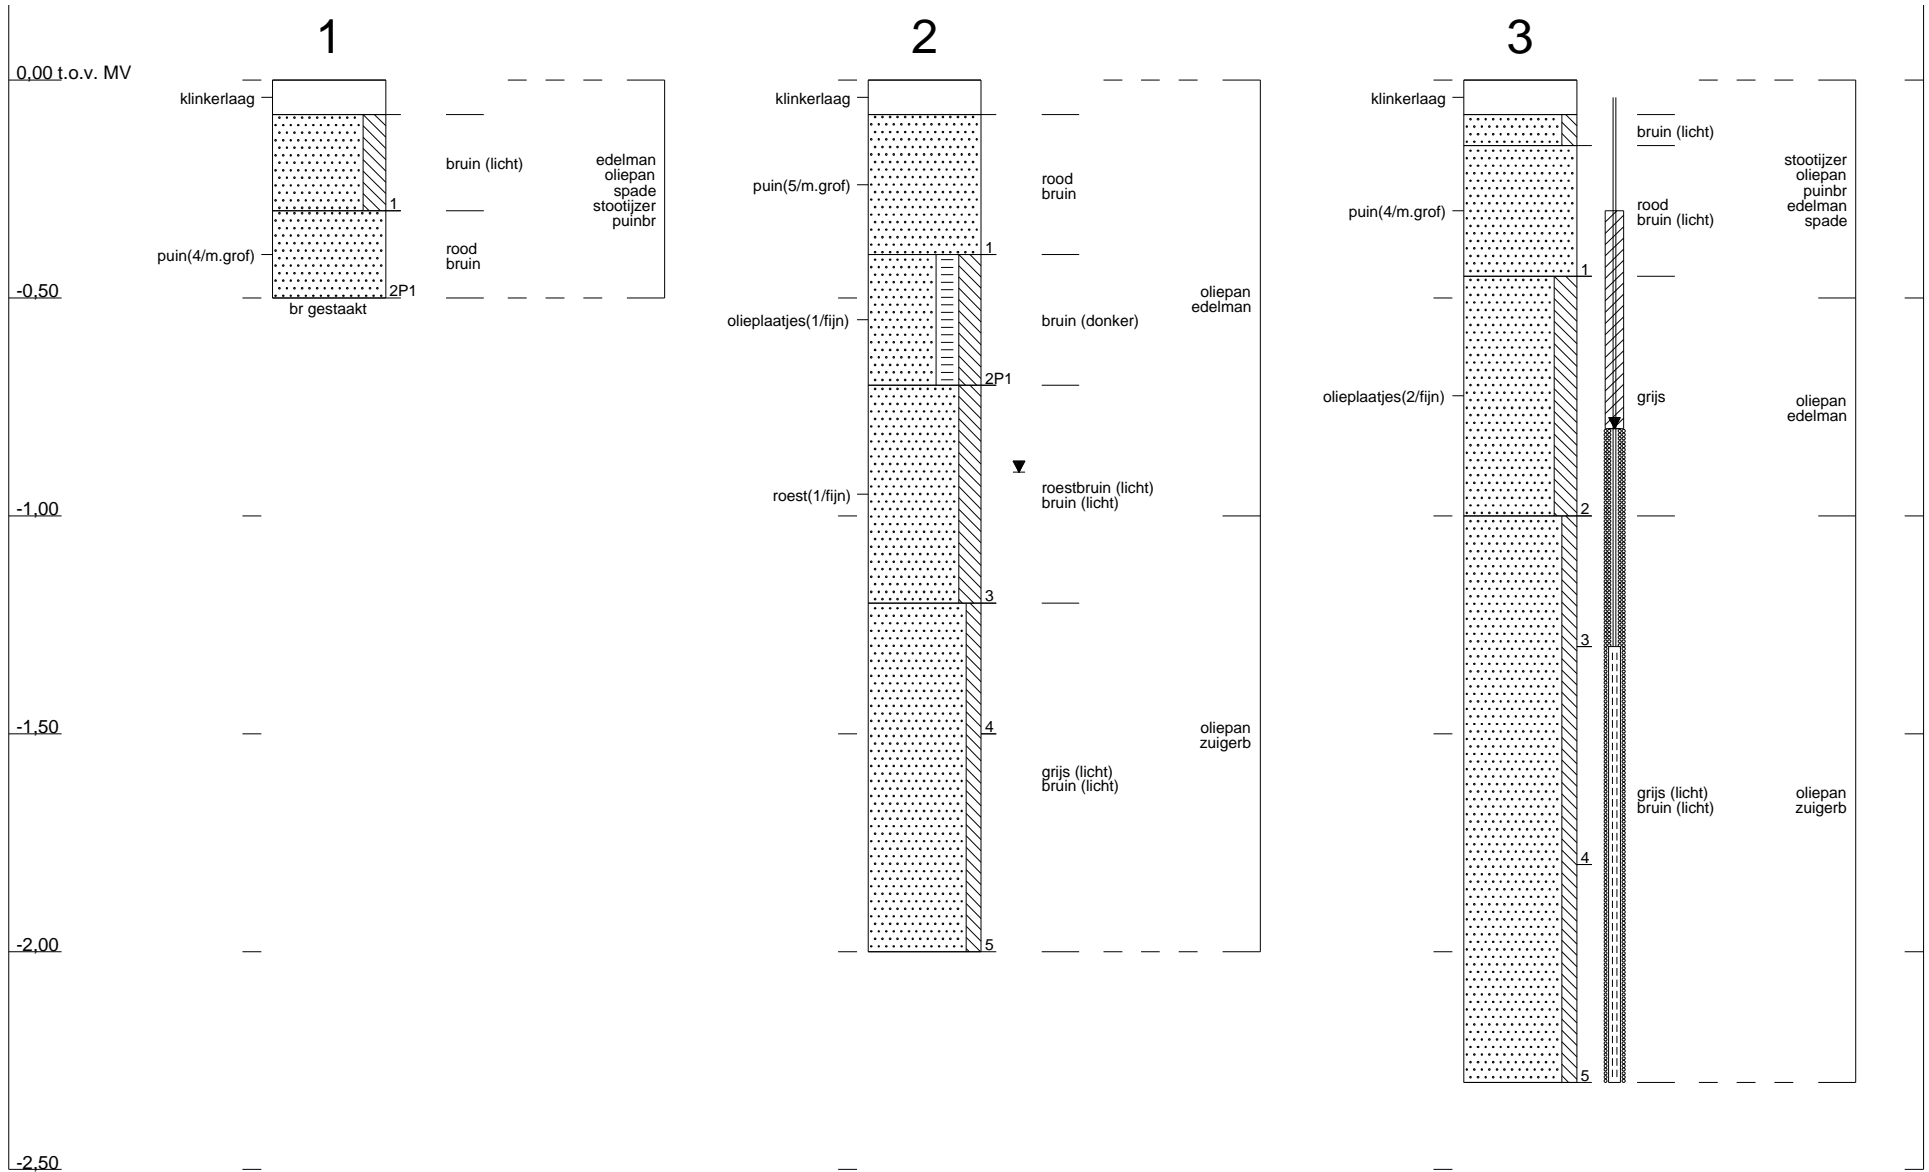 1
2
3
0,00 t.o.v. MV
-0,50
-1,00
-1,50
-2,00
-2,50
klinkerlaag
puin(4/m.grof)
1
2P1
br gestaakt
bruin (licht)
rood
bruin
edelman
oliepan
spade
stootijzer
puinbr
klinkerlaag
puin(5/m.grof)
olieplaatjes(1/fijn)
roest(1/fijn)
1
2P1
3
4
5
rood
bruin
bruin (donker)
roestbruin (licht)
bruin (licht)
grijs (licht)
bruin (licht)
oliepan
edelman
oliepan
zuigerb
klinkerlaag
puin(4/m.grof)
olieplaatjes(2/fijn)
1
2
3
4
5
bruin (licht)
rood
bruin (licht)
grijs
grijs (licht)
bruin (licht)
stootijzer
oliepan
puinbr
edelman
spade
oliepan
edelman
oliepan
zuigerb